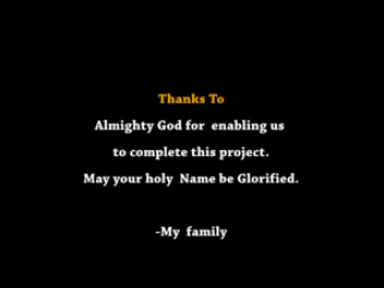 Thanks To
Almighty God for enabling us
to complete this project.
May your holy Name be Glorified.
-My family